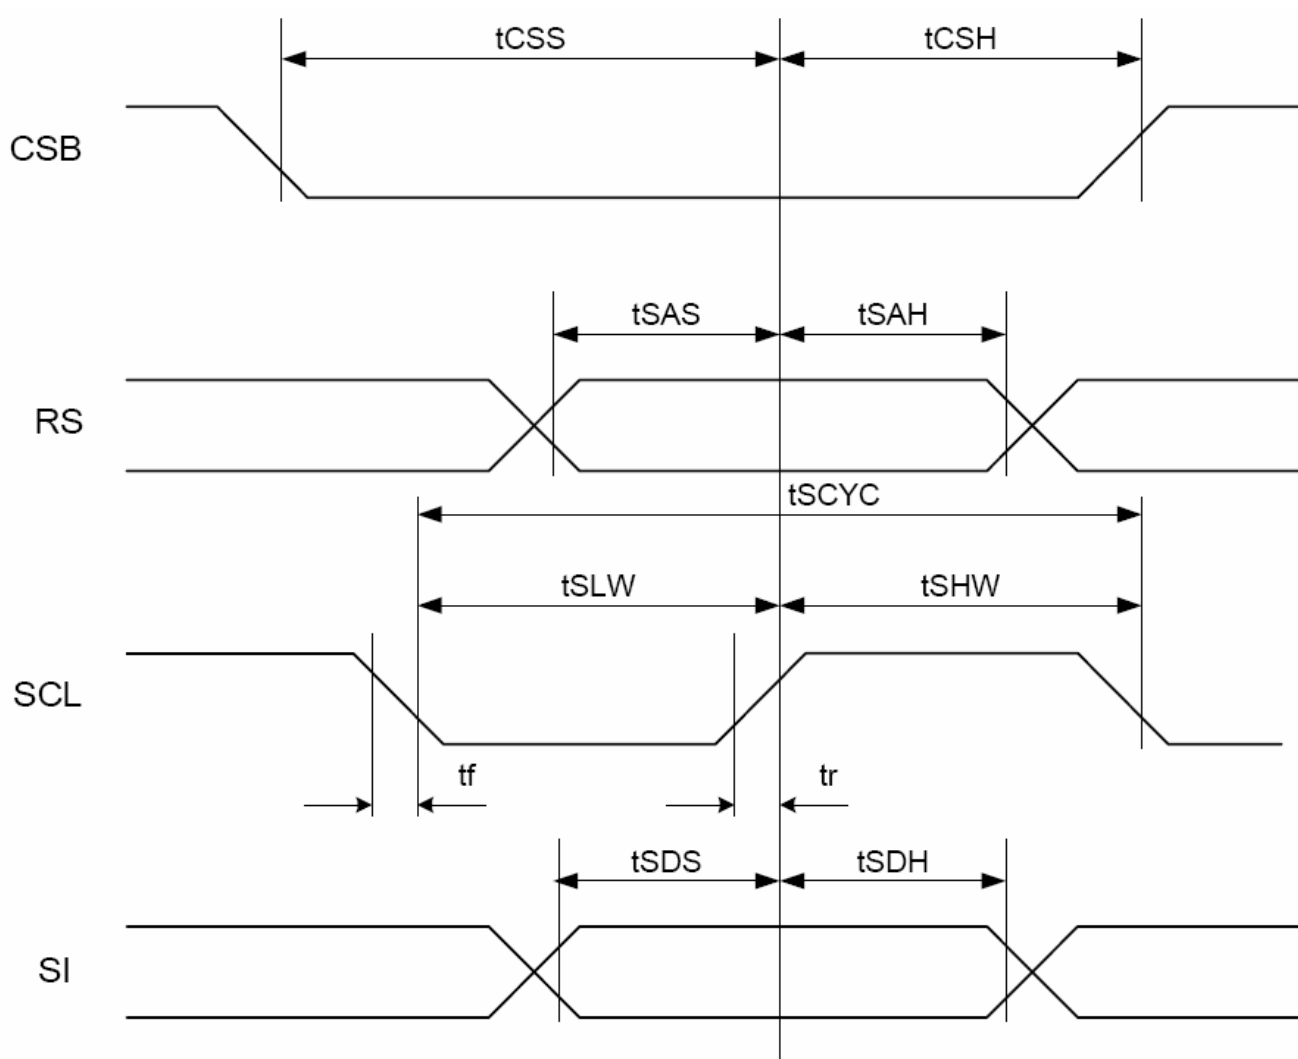 tCSS tCSH
CSB
tSAS tSAH
RS
tSCYC
tSLW tSHW
SCL
tf tr
tSDS tSDH
SI